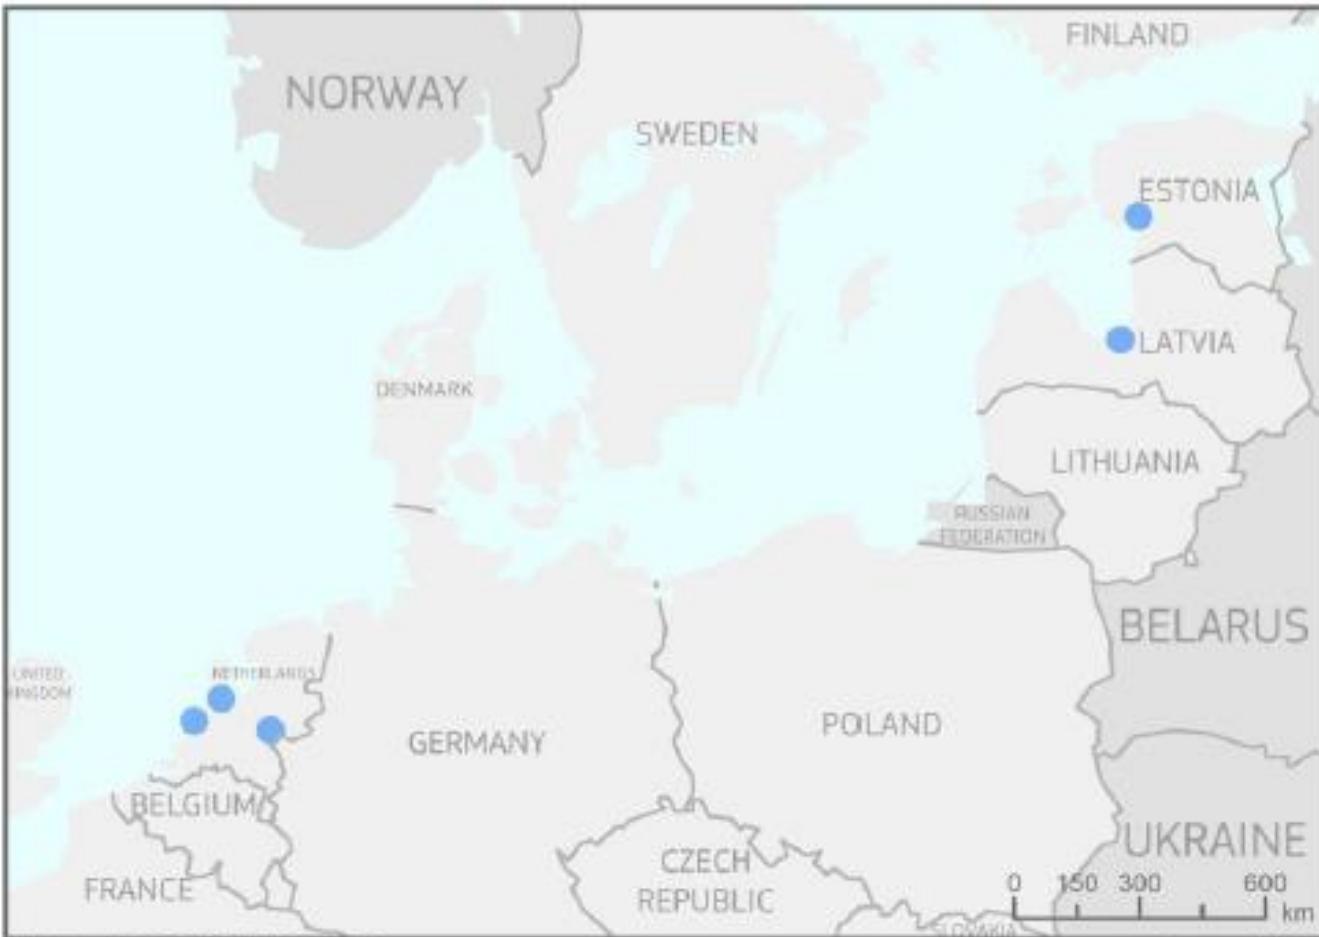 FINLAND
NORWAY
SWEDEN
ESTONIA
LATVIA
DENMARK
LITHUANIA
RUSSIAN
FEDERATION
BELARUS
UNITED
KINGDOM
NETHERLANDS
GERMANY
POLAND
BELGIUM
UKRAINE
CZECH
REPUBLIC
FRANCE
0 150 300 600
km
SLOVAKIA